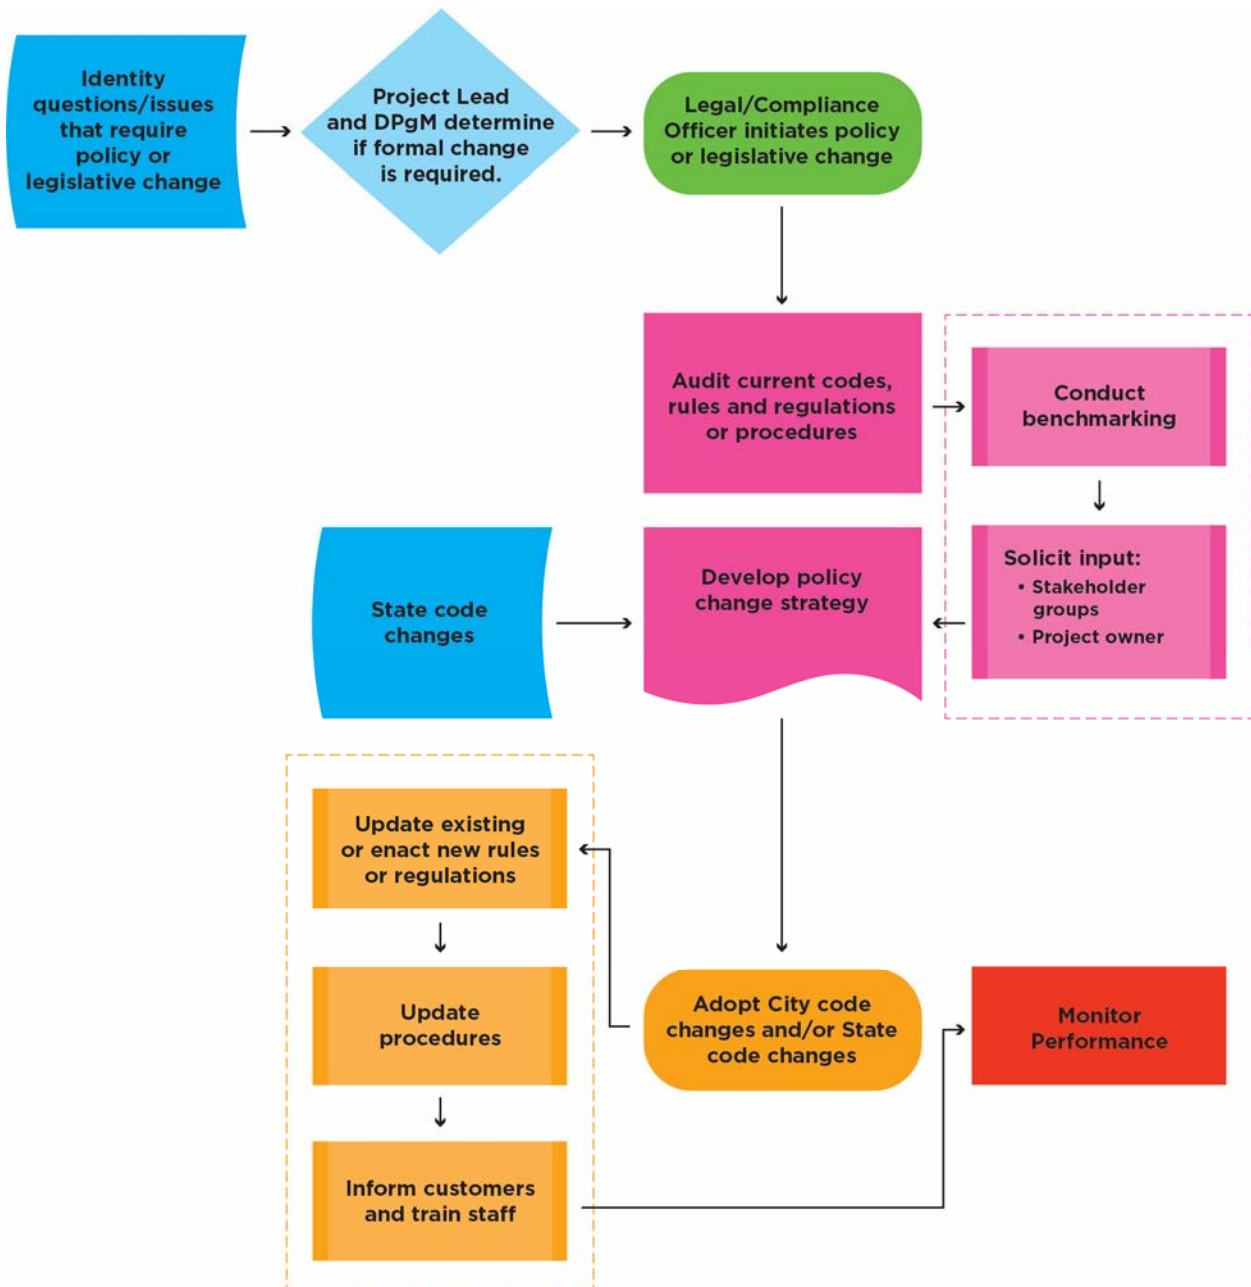 Identity
questions/issues
that require
policy or
legislative change
Project Lead
and DPgM determine
if formal change
is required.
Legal/Compliance
Officer initiates policy
or legislative change
Audit current codes,
rules and regulations
or procedures
Conduct
benchmarking
Solicit input:
• Stakeholder
groups
• Project owner
Develop policy
change strategy
State code
changes
Adopt City code
changes and/or State
code changes
Update existing
or enact new rules
or regulations
Update
procedures
Inform customers
and train staff
Monitor
Performance